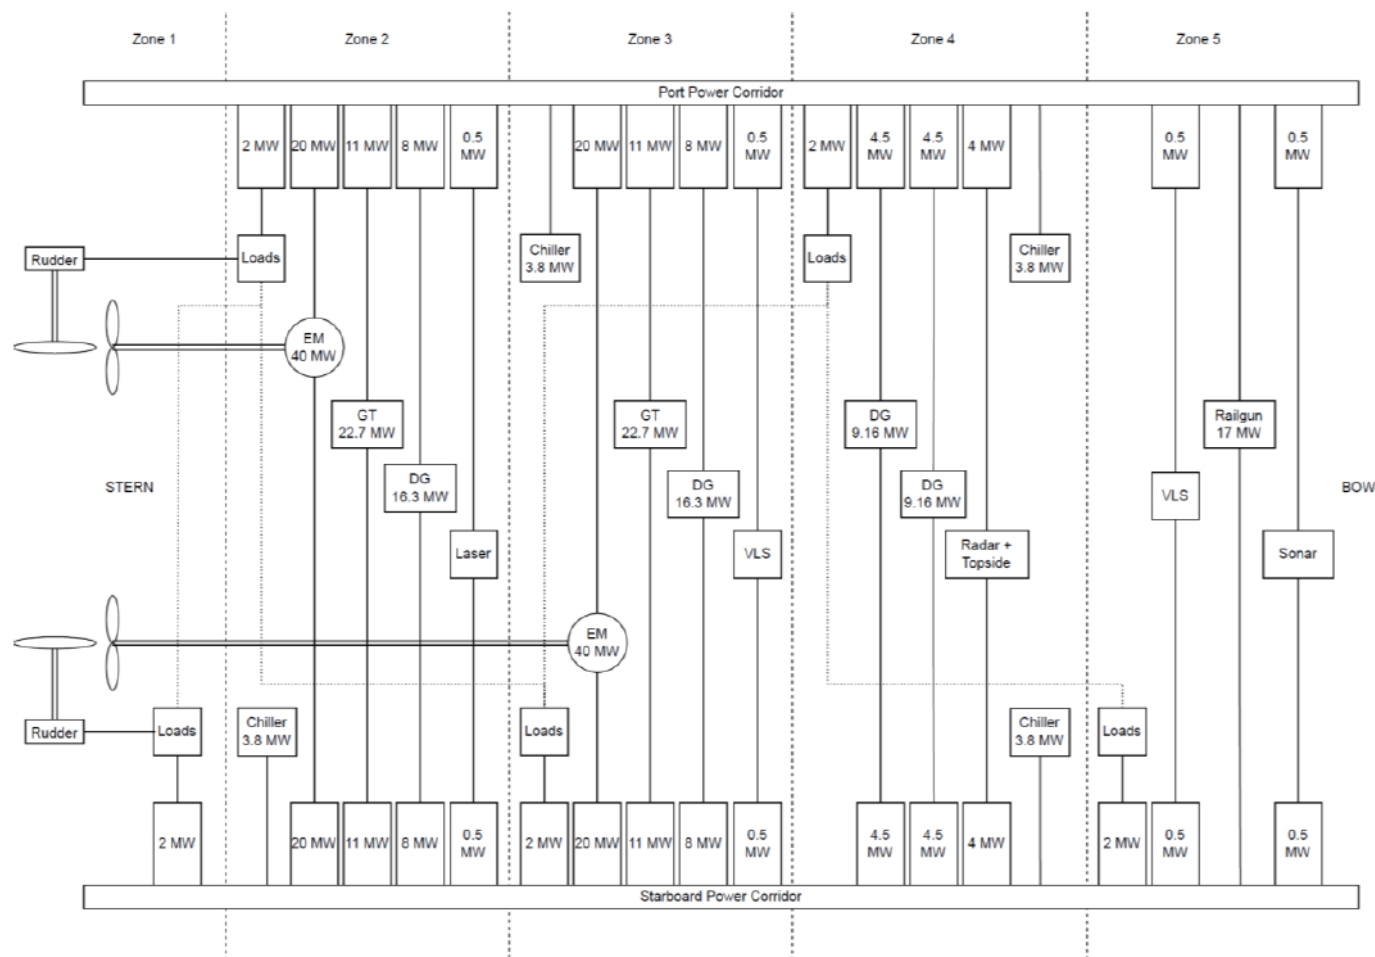 Zone 1
Zone 2
Zone 3
Zone 4
Zone 5
Port Power Corridor
2 MW
20 MW
11 MW
8 MW
0.5
MW
20 MW
11 MW
8 MW
0.5
MW
2 MW
4.5
MW
4.5
MW
4 MW
0.5
MW
0.5
MW
Rudder
Loads
Chiller
3.8 MW
Loads
Chiller
3.8 MW
EM
40 MW
GT
22.7 MW
GT
22.7 MW
DG
9.16 MW
Railgun
17 MW
STERN
DG
16.3 MW
DG
16.3 MW
DG
9.16 MW
VLS
BOW
Laser
VLS
Radar +
Topside
Sonar
EM
40 MW
Rudder
Loads
Chiller
3.8 MW
Loads
Chiller
3.8 MW
Loads
2 MW
20 MW
11 MW
8 MW
0.5
MW
2 MW
20 MW
11 MW
8 MW
0.5
MW
4.5
MW
4.5
MW
4 MW
2 MW
0.5
MW
0.5
MW
Starboard Power Corridor